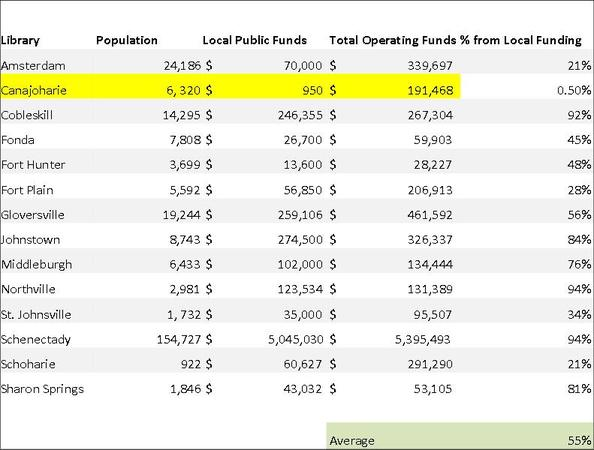 Library Population Local Public Funds Total Operating Funds % from Local Funding
Amsterdam 24,186 $ 70,000 $ 339,697 21%
Canajoharie 6, 320 $ 950 $ 191,468 0.50%
Cobleskill 14,295 $ 246,355 $ 267,304 92%
Fonda 7,808 $ 26,700 $ 59,903 45%
Fort Hunter 3,699 $ 13,600 $ 28,227 48%
Fort Plain 5,592 $ 56,850 $ 206,913 28%
Gloversville 19,244 $ 259,106 $ 461,592 56%
Johnstown 8,743 $ 274,500 $ 326,337 84%
Middleburgh 6,433 $ 102,000 $ 134,444 76%
Northville 2,981 $ 123,534 $ 131,389 94%
St. Johnsville 1, 732 $ 35,000 $ 95,507 34%
Schenectady 154,727 $ 5,045,030 $ 5,395,493 94%
Schoharie 922 $ 60,627 $ 291,290 21%
Sharon Springs 1,846 $ 43,032 $ 53,105 81%
Average 55%